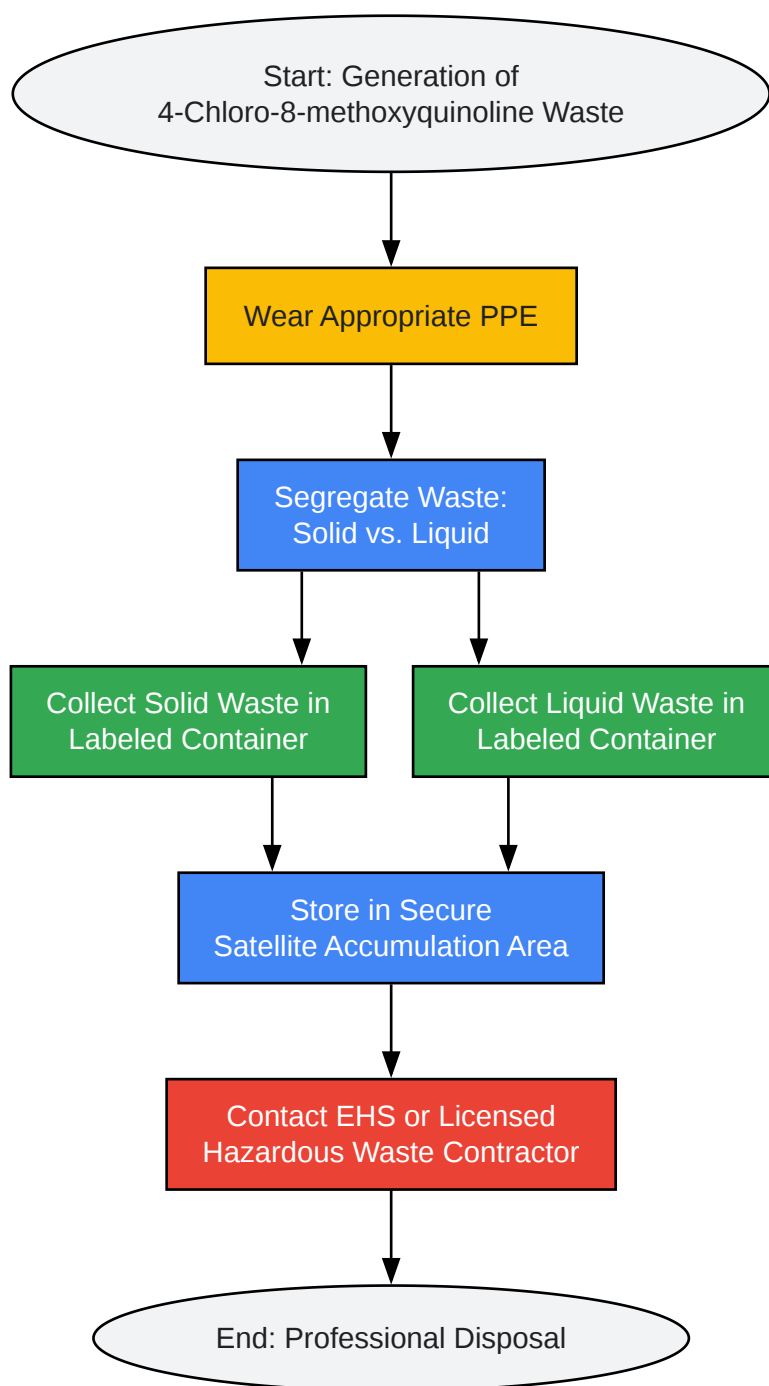 Start: Generation of
4-Chloro-8-methoxyquinoline Waste
Wear Appropriate PPE
Segregate Waste:
Solid vs. Liquid
Collect Solid Waste in
Labeled Container
Collect Liquid Waste in
Labeled Container
Store in Secure
Satellite Accumulation Area
Contact EHS or Licensed
Hazardous Waste Contractor
End: Professional Disposal